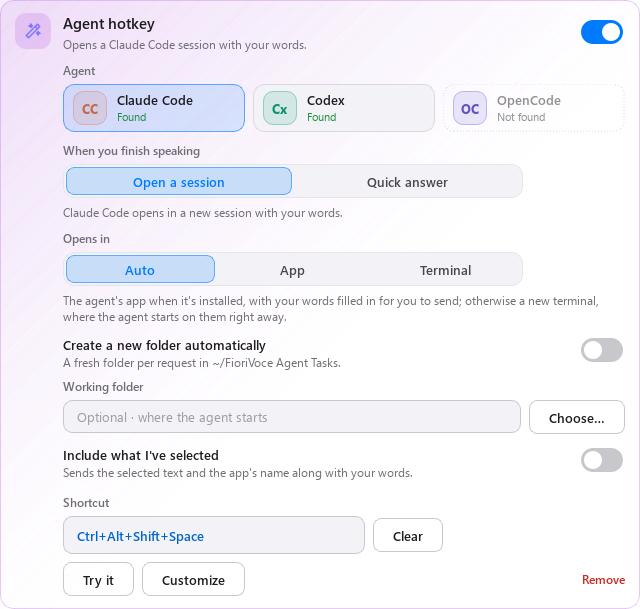 Agent hotkey
Opens a Claude Code session with your words.
Agent
CC
Claude Code
Found
Cx
Codex
Found
OC
OpenCode
Not found
When you finish speaking
Open a session
Quick answer
Claude Code opens in a new session with your words.
Opens in
Auto
App
Terminal
The agent's app when it's installed, with your words filled in for you to send; otherwise a new terminal,
where the agent starts on them right away.
Create a new folder automatically
A fresh folder per request in ~/FioriVoce Agent Tasks.
Working folder
Optional · where the agent starts
Choose...
Include what I've selected
Sends the selected text and the app's name along with your words.
Shortcut
Ctrl+Alt+Shift+Space
Clear
Try it
Customize
Remove